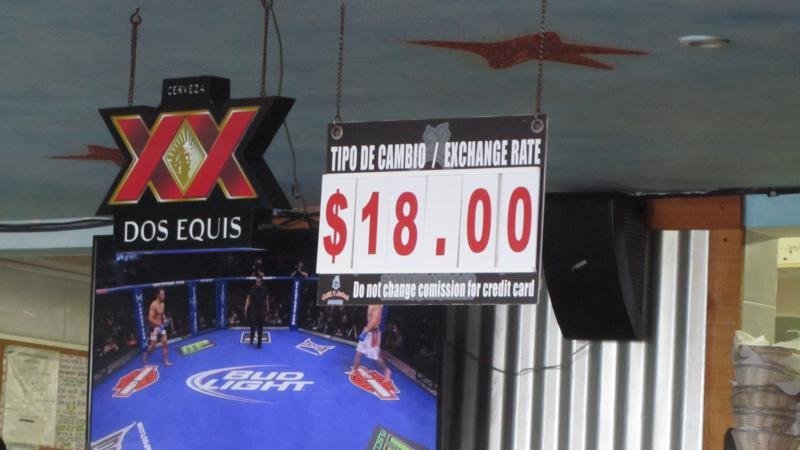 CERVEZA
XX
DOS EQUIS
TIPO DE CAMBIO / EXCHANGE RATE
$18.00
Do not change comission for credit card
BUD
LIGHT